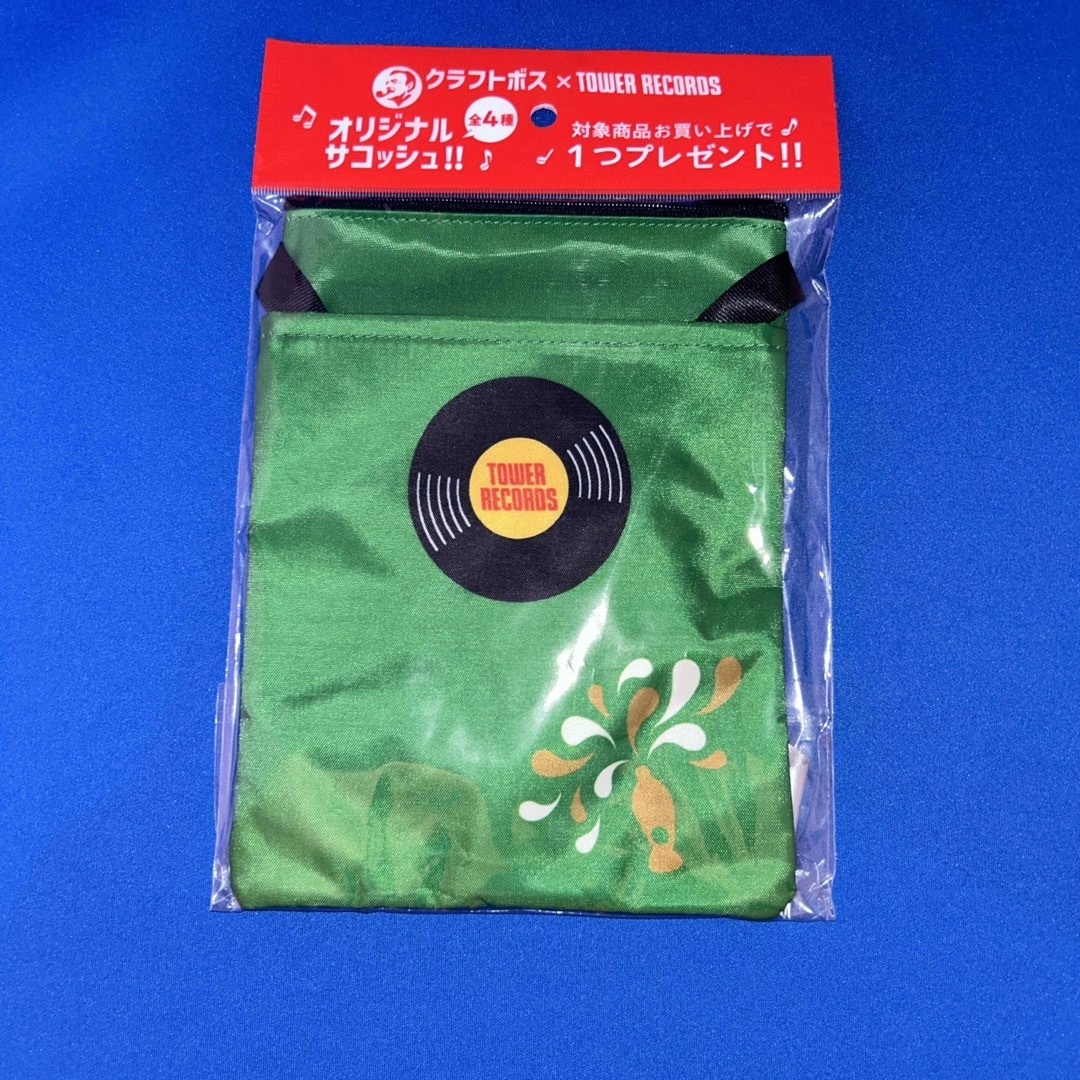 クラフトボス × TOWER RECORDS
オリジナル
サコッシュ!!
全4種
対象商品お買い上げで
1つプレゼント!!
TOWER
RECORDS